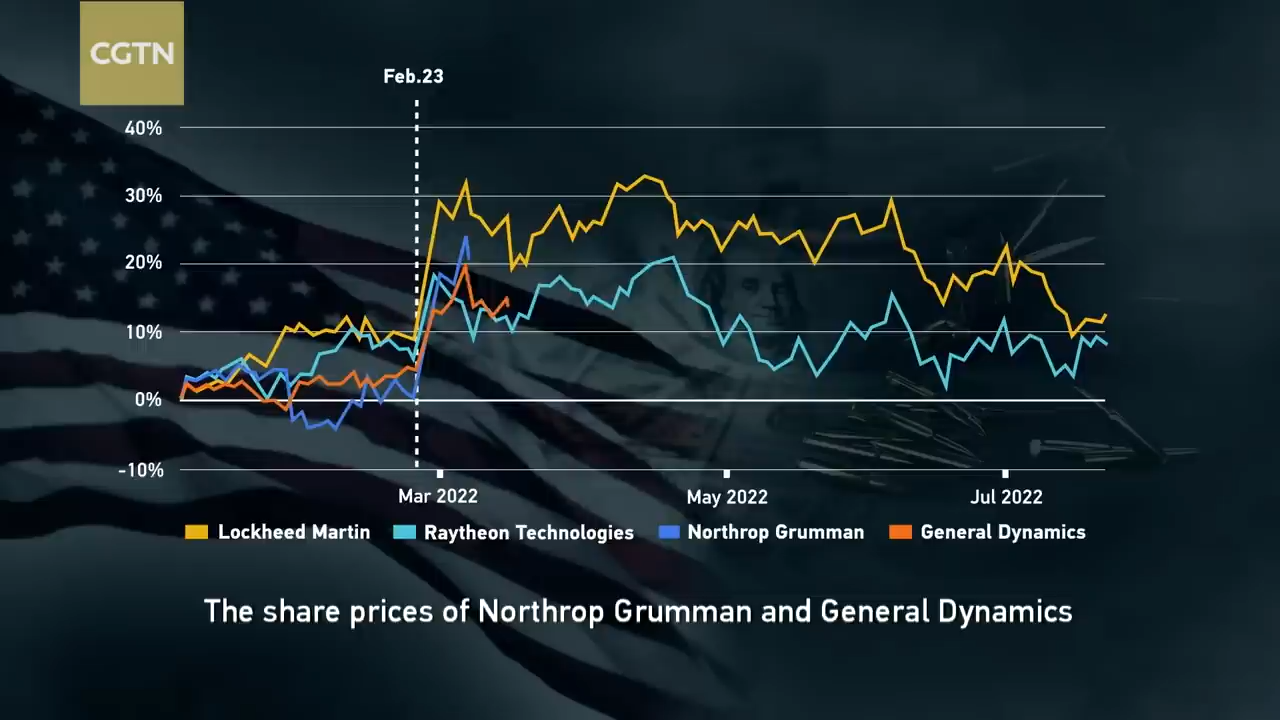 CGTN
Feb.23
40%
30%
20%
10%
0%
-10%
Mar 2022 May 2022 Jul 2022
Lockheed Martin Raytheon Technologies Northrop Grumman General Dynamics
The share prices of Northrop Grumman and General Dynamics